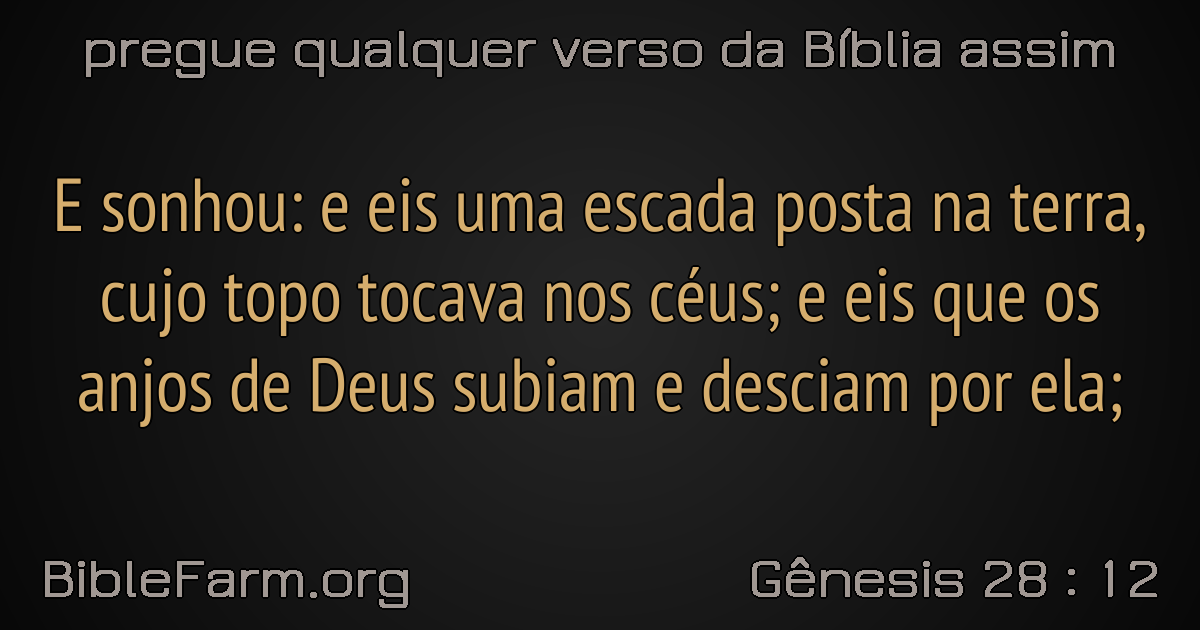 pregue qualquer verso da Bíblia assim
E sonhou: e eis uma escada posta na terra,
cujo topo tocava nos céus; e eis que os
anjos de Deus subiam e desciam por ela;
BibleFarm.org
Gênesis 28 : 12